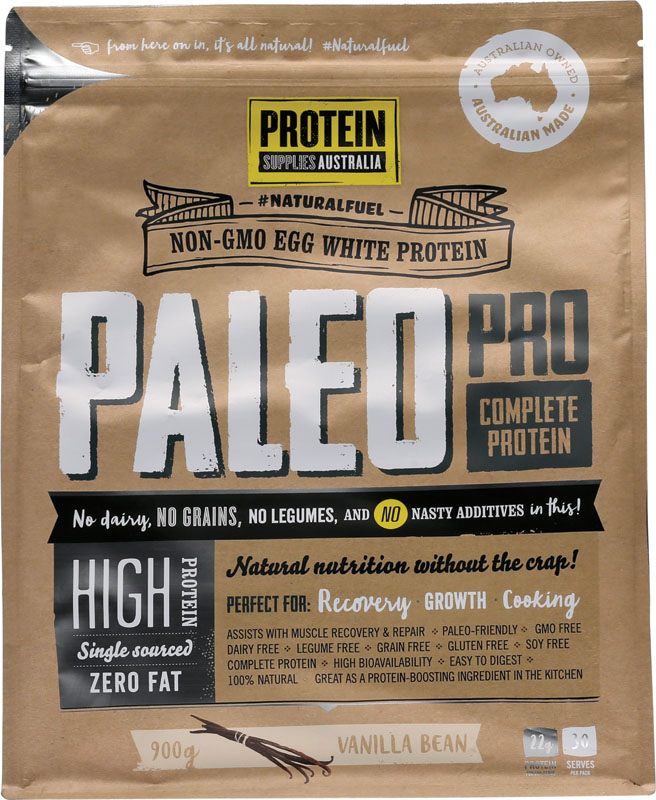 from here on in, it's all natural! #Naturalfuel
AUSTRALIAN OWNED
AUSTRALIAN MADE
PROTEIN
SUPPLIES AUSTRALIA
#NATURALFUEL
NON-GMO EGG WHITE PROTEIN
PALEO PRO
COMPLETE
PROTEIN
No dairy, NO GRAINS, NO LEGUMES, AND NO NASTY ADDITIVES in this!
HIGH PROTEIN
Single sourced
ZERO FAT
Natural nutrition without the crap!
PERFECT FOR: Recovery · GROWTH · Cooking
ASSISTS WITH MUSCLE RECOVERY & REPAIR PALEO-FRIENDLY GMO FREE
DAIRY FREE LEGUME FREE GRAIN FREE GLUTEN FREE SOY FREE
COMPLETE PROTEIN HIGH BIOAVAILABILITY EASY TO DIGEST
100% NATURAL GREAT AS A PROTEIN-BOOSTING INGREDIENT IN THE KITCHEN
900g VANILLA BEAN
22g PROTEIN
30 SERVES
PER PACK